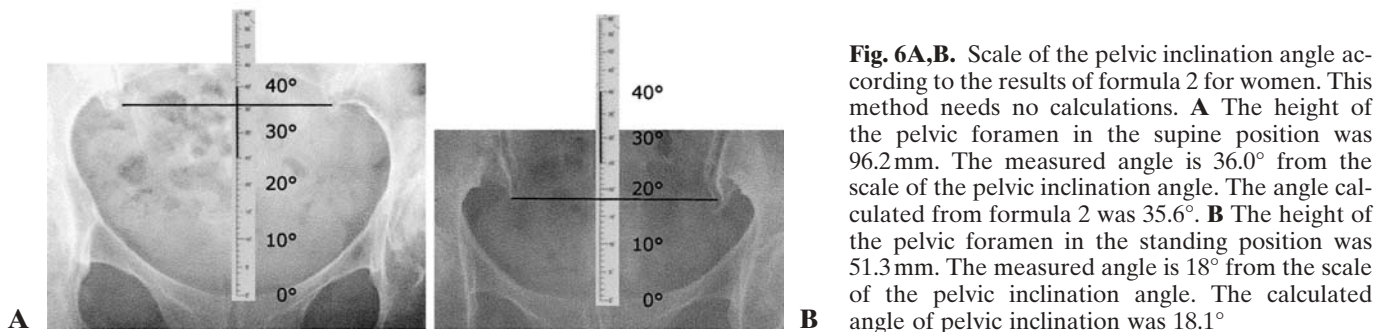 40°
30°
20°
10°
0°
A
40°
30°
20°
10°
0°
B
Fig. 6A,B. Scale of the pelvic inclination angle ac-
cording to the results of formula 2 for women. This
method needs no calculations. A The height of
the pelvic foramen in the supine position was
96.2 mm. The measured angle is 36.0° from the
scale of the pelvic inclination angle. The angle cal-
culated from formula 2 was 35.6°. B The height of
the pelvic foramen in the standing position was
51.3 mm. The measured angle is 18° from the scale
of the pelvic inclination angle. The calculated
angle of pelvic inclination was 18.1°